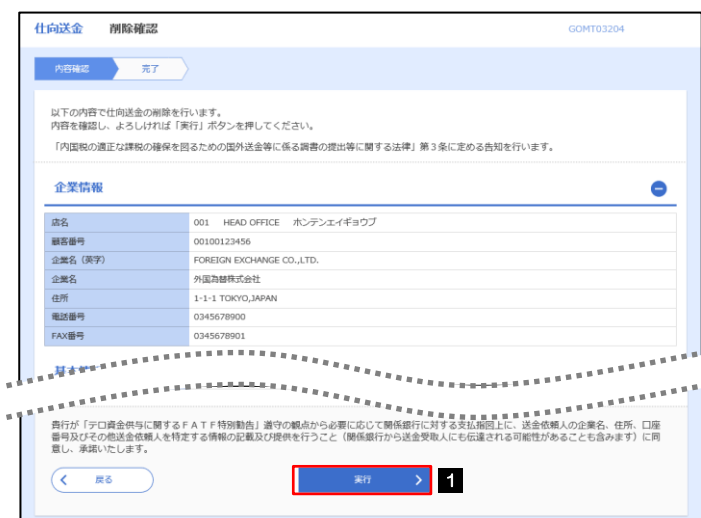 仕向送金 削除確認 GOMT03204
内容確認 完了
以下の内容で仕向送金の削除を行います。
内容を確認し、よろしければ「実行」ボタンを押してください。
「内国税の適正な課税の確保を図るための国外送金等に係る調書の提出等に関する法律」第3条に定める告知を行います。
企業情報
店名 001 HEAD OFFICE ホンテンエイギョウブ
顧客番号 00100123456
企業名（英字） FOREIGN EXCHANGE CO.,LTD.
企業名 外国為替株式会社
住所 1-1-1 TOKYO,JAPAN
電話番号 0345678900
FAX番号 0345678901
貴行が「テロ資金供与に関するＦＡＴＦ特別勧告」遵守の観点から必要に応じて関係銀行に対する支払指図上に、送金依頼人の企業名、住所、口座
番号及びその他送金依頼人を特定する情報の記載及び提供を行うこと（関係銀行から送金受取人にも伝達される可能性があることも含みます）に同
意し、承諾いたします。
戻る 実行 1